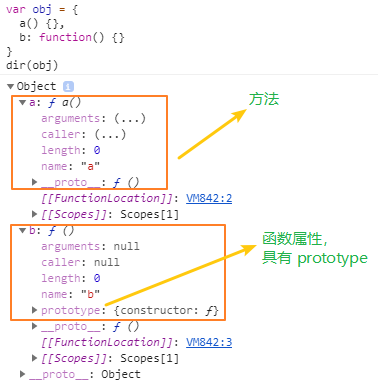 var obj = {
a() {},
b: function() {}
}
dir(obj)
▼Object i
▼a: ƒ a()
arguments: (...)
caller: (...)
length: 0
name: "a"
▶__proto__: ƒ ()
[[FunctionLocation]]: VM842:2
▶[[Scopes]]: Scopes[1]
▼b: ƒ ()
arguments: null
caller: null
length: 0
name: "b"
▶prototype: {constructor: ƒ}
▶__proto__: ƒ ()
[[FunctionLocation]]: VM842:3
▶[[Scopes]]: Scopes[1]
▶__proto__: Object
方法
函数属性，
具有 prototype